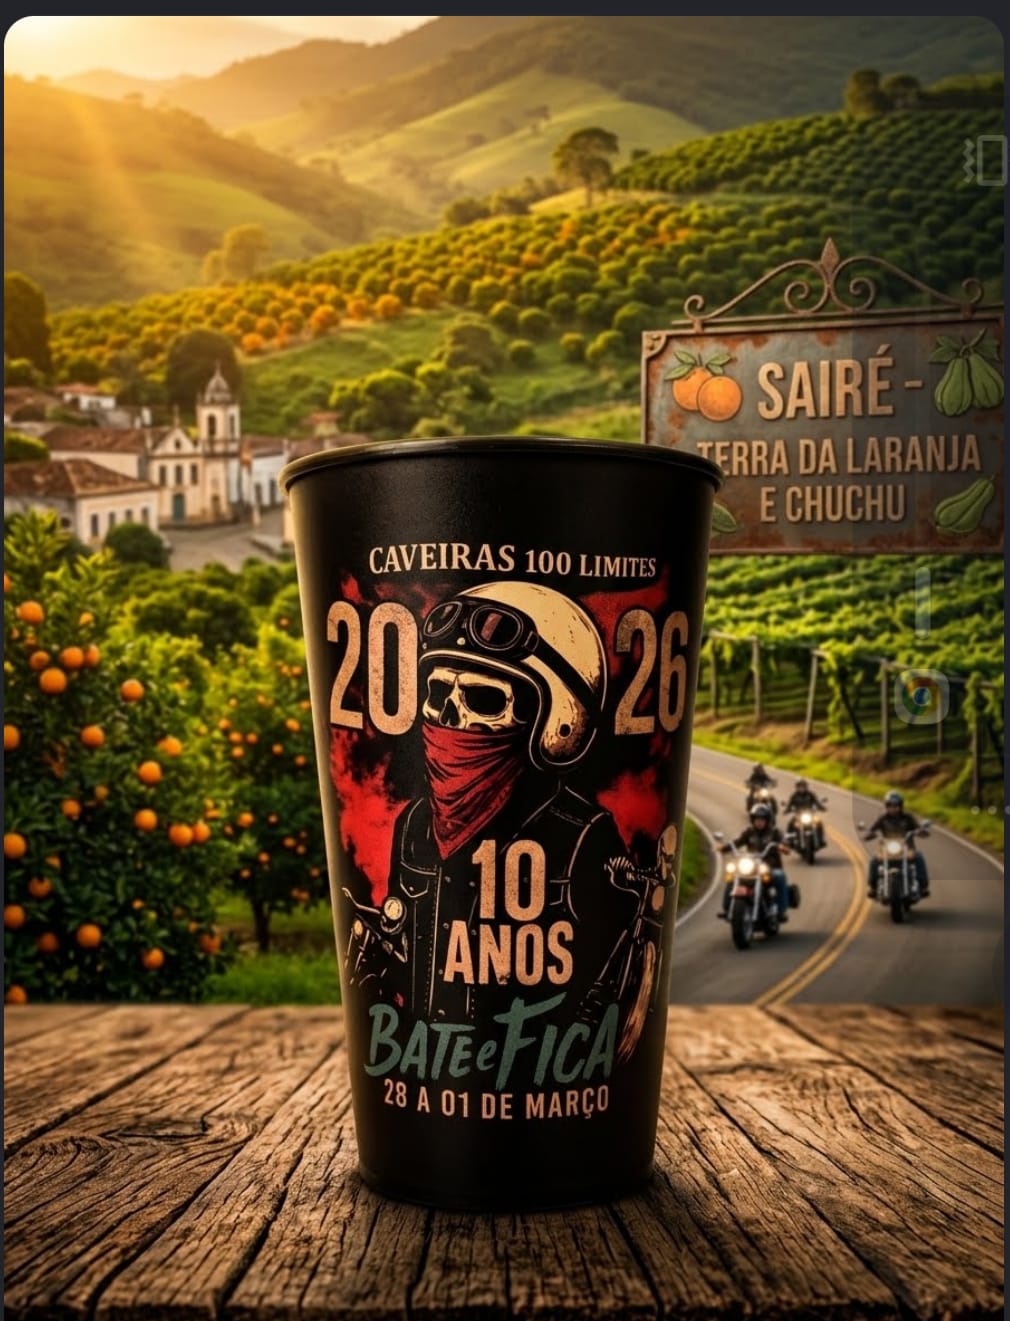 SAIRÉ -
TERRA DA LARANJA
E CHUCHU
CAVEIRAS 100 LIMITES
20 26
10
ANOS
BATE e FICA
28 A 01 DE MARÇO